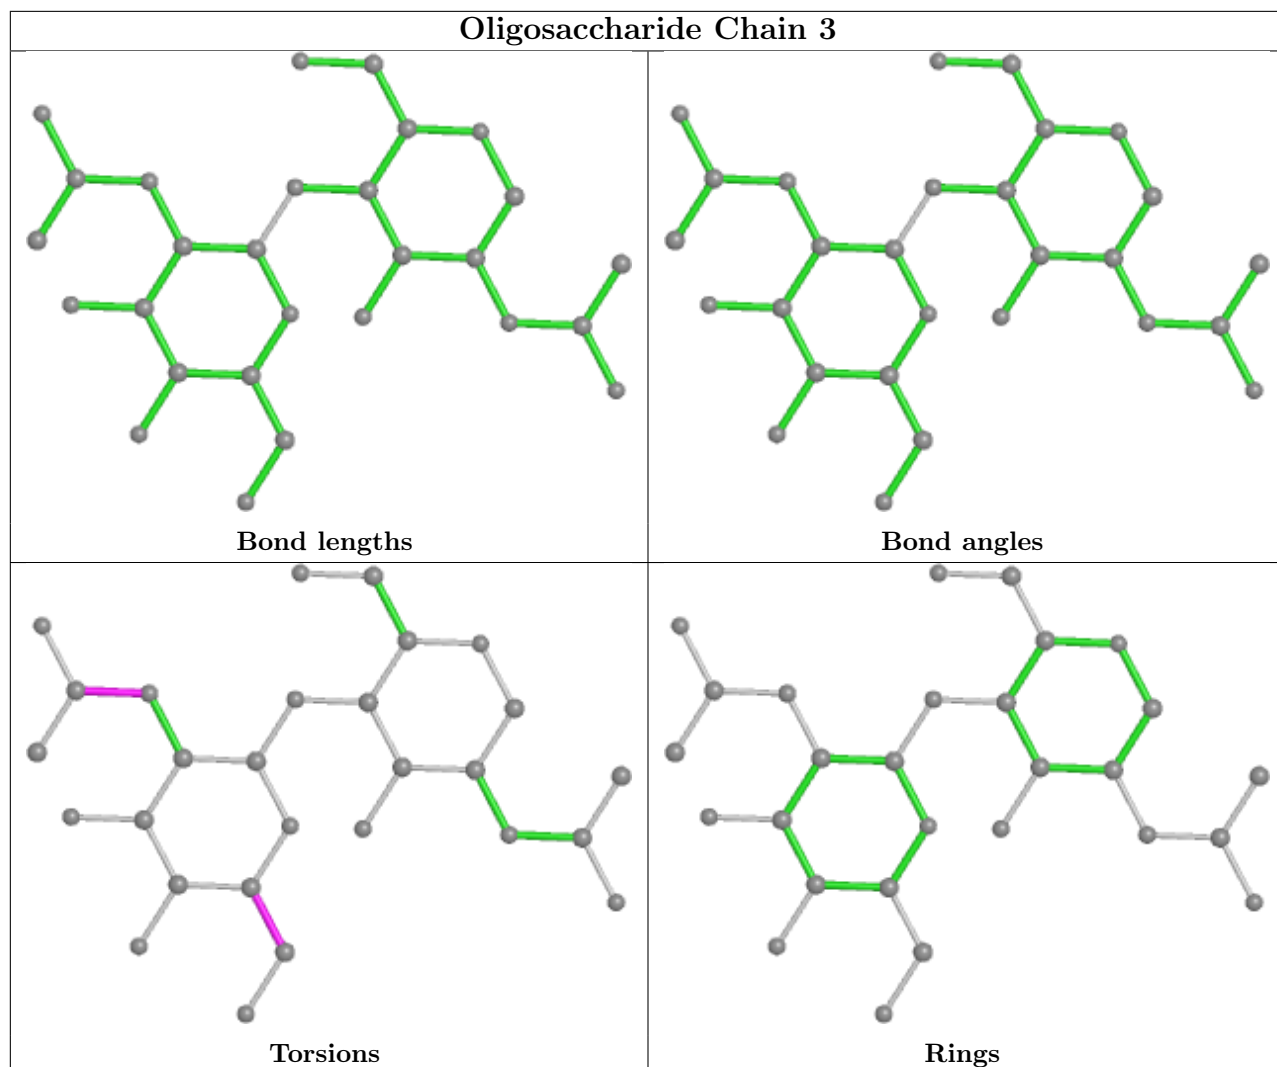 Oligosaccharide Chain 3
Bond lengths
Bond angles
Torsions
Rings